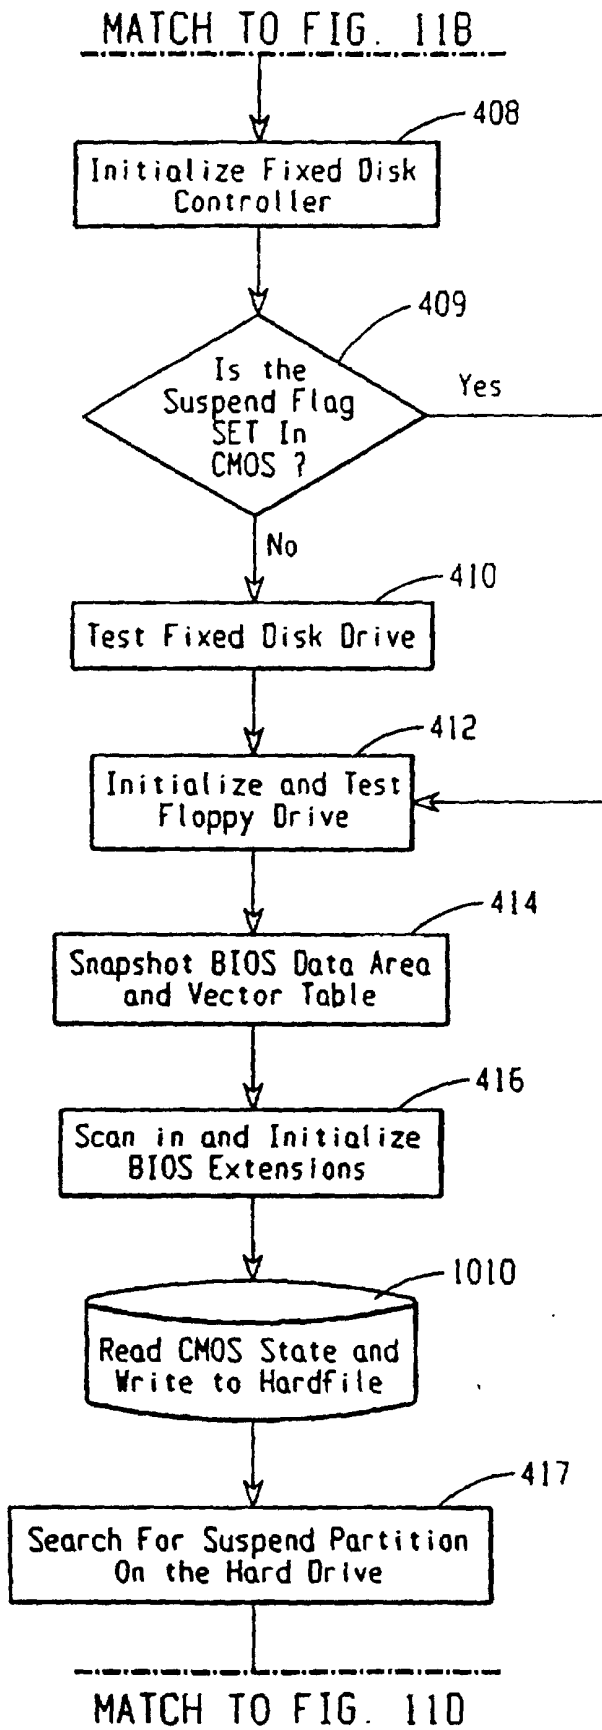 MATCH TO FIG. 11B
408
Initialize Fixed Disk
Controller
409
Is the
Suspend Flag
SET In
CMOS ?
Yes
No
410
Test Fixed Disk Drive
412
Initialize and Test
Floppy Drive
414
Snapshot BIOS Data Area
and Vector Table
416
Scan in and Initialize
BIOS Extensions
1010
Read CMOS State and
Write to Hardfile
417
Search For Suspend Partition
On the Hard Drive
MATCH TO FIG. 11D